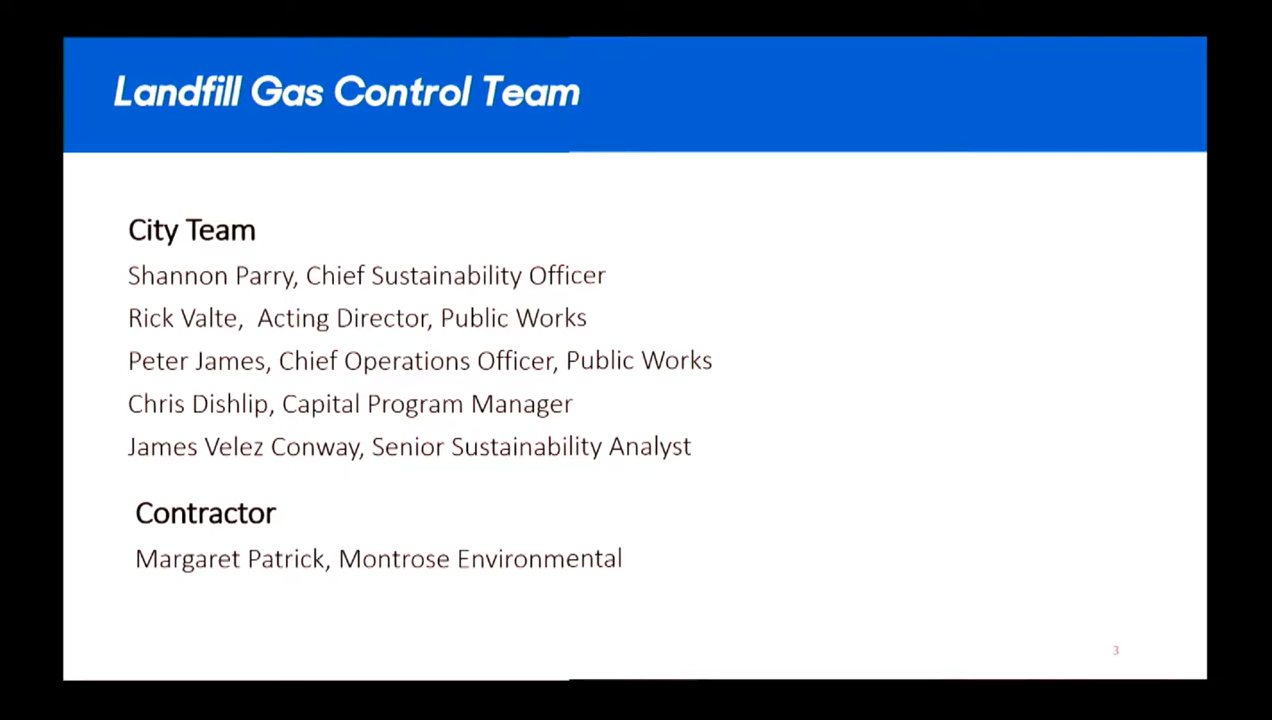 Landfill Gas Control Team
City Team
Shannon Parry, Chief Sustainability Officer
Rick Valte, Acting Director, Public Works
Peter James, Chief Operations Officer, Public Works
Chris Dishlip, Capital Program Manager
James Velez Conway, Senior Sustainability Analyst
Contractor
Margaret Patrick, Montrose Environmental
3